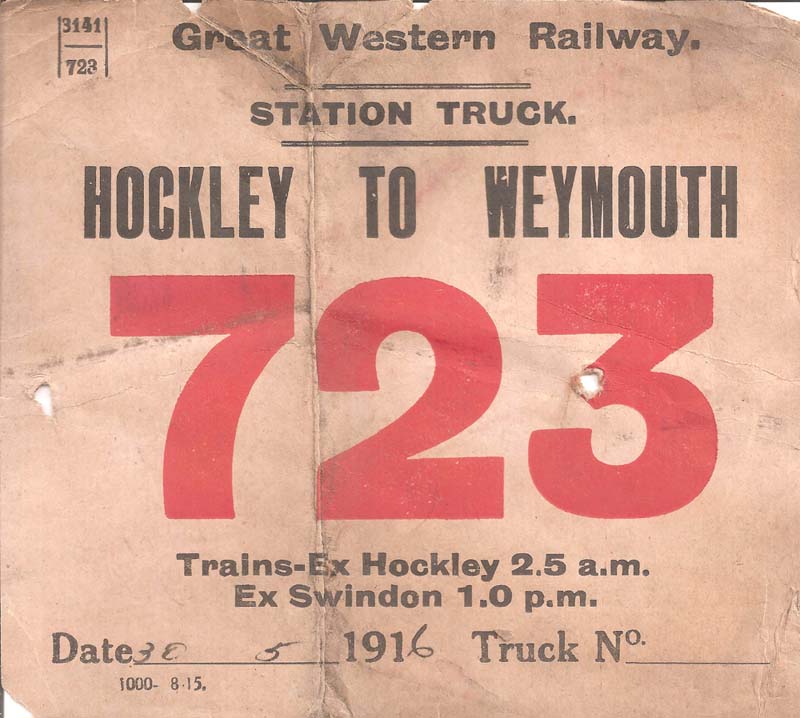 3141
723
Great Western Railway.
STATION TRUCK.
HOCKLEY TO WEYMOUTH
723
Trains-Ex Hockley 2.5 a.m.
Ex Swindon 1.0 p.m.
Date 30 5 1916 Truck No.
1000- 8.15.